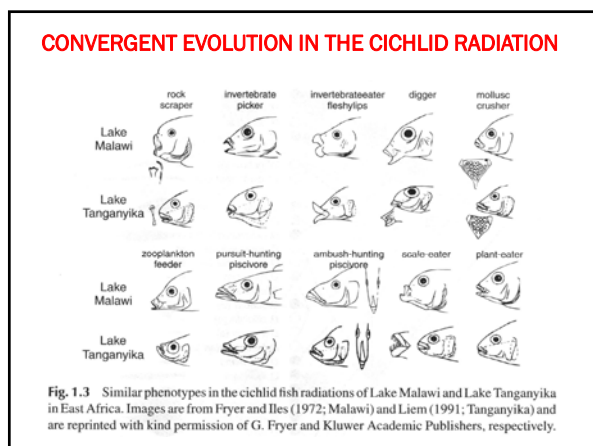 CONVERGENT EVOLUTION IN THE CICHLID RADIATION
rock scraper invertebrate picker invertebrateeater fleshylips digger mollusc crusher
Lake Malawi
Lake Tanganyika
zooplankton feeder pursuit-hunting piscivore ambush-hunting piscivore scale-eater plant-eater
Lake Malawi
Lake Tanganyika
Fig. 1.3 Similar phenotypes in the cichlid fish radiations of Lake Malawi and Lake Tanganyika
in East Africa. Images are from Fryer and Iles (1972; Malawi) and Liem (1991; Tanganyika) and
are reprinted with kind permission of G. Fryer and Kluwer Academic Publishers, respectively.